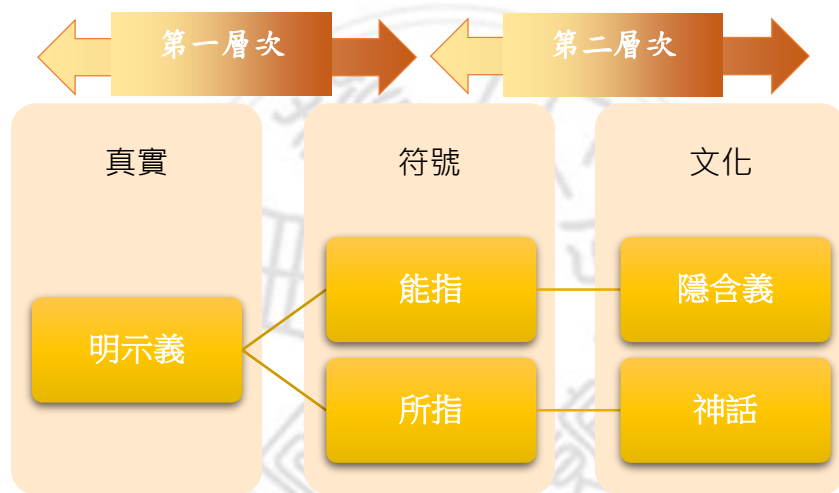 第一層次
第二層次
真實
符號
文化
明示義
能指
隱含義
所指
神話